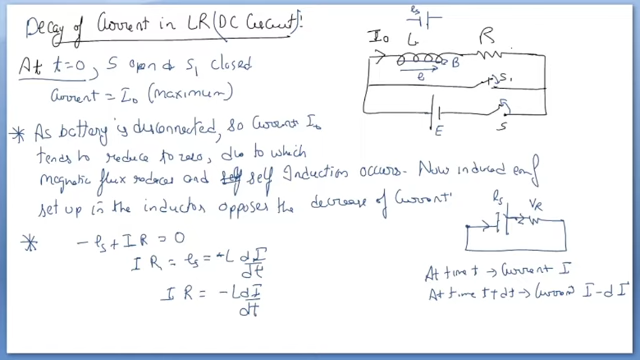 Decay of Current in LR (DC Circuit):
At t=0, S open & S1 closed
Current = I0 (maximum)
* As battery is disconnected, so Current I0
tends to reduce to zero, due to which
magnetic flux reduces and self Induction occurs. Now induced emf
set up in the inductor opposes the decrease of Current.
* - es + I R = 0
I R = es = -L dI/dt
I R = -L dI/dt
es
I0 L R
e B
S1
E S
es VR
At time t → Current I
At time t+dt → Current I-dI